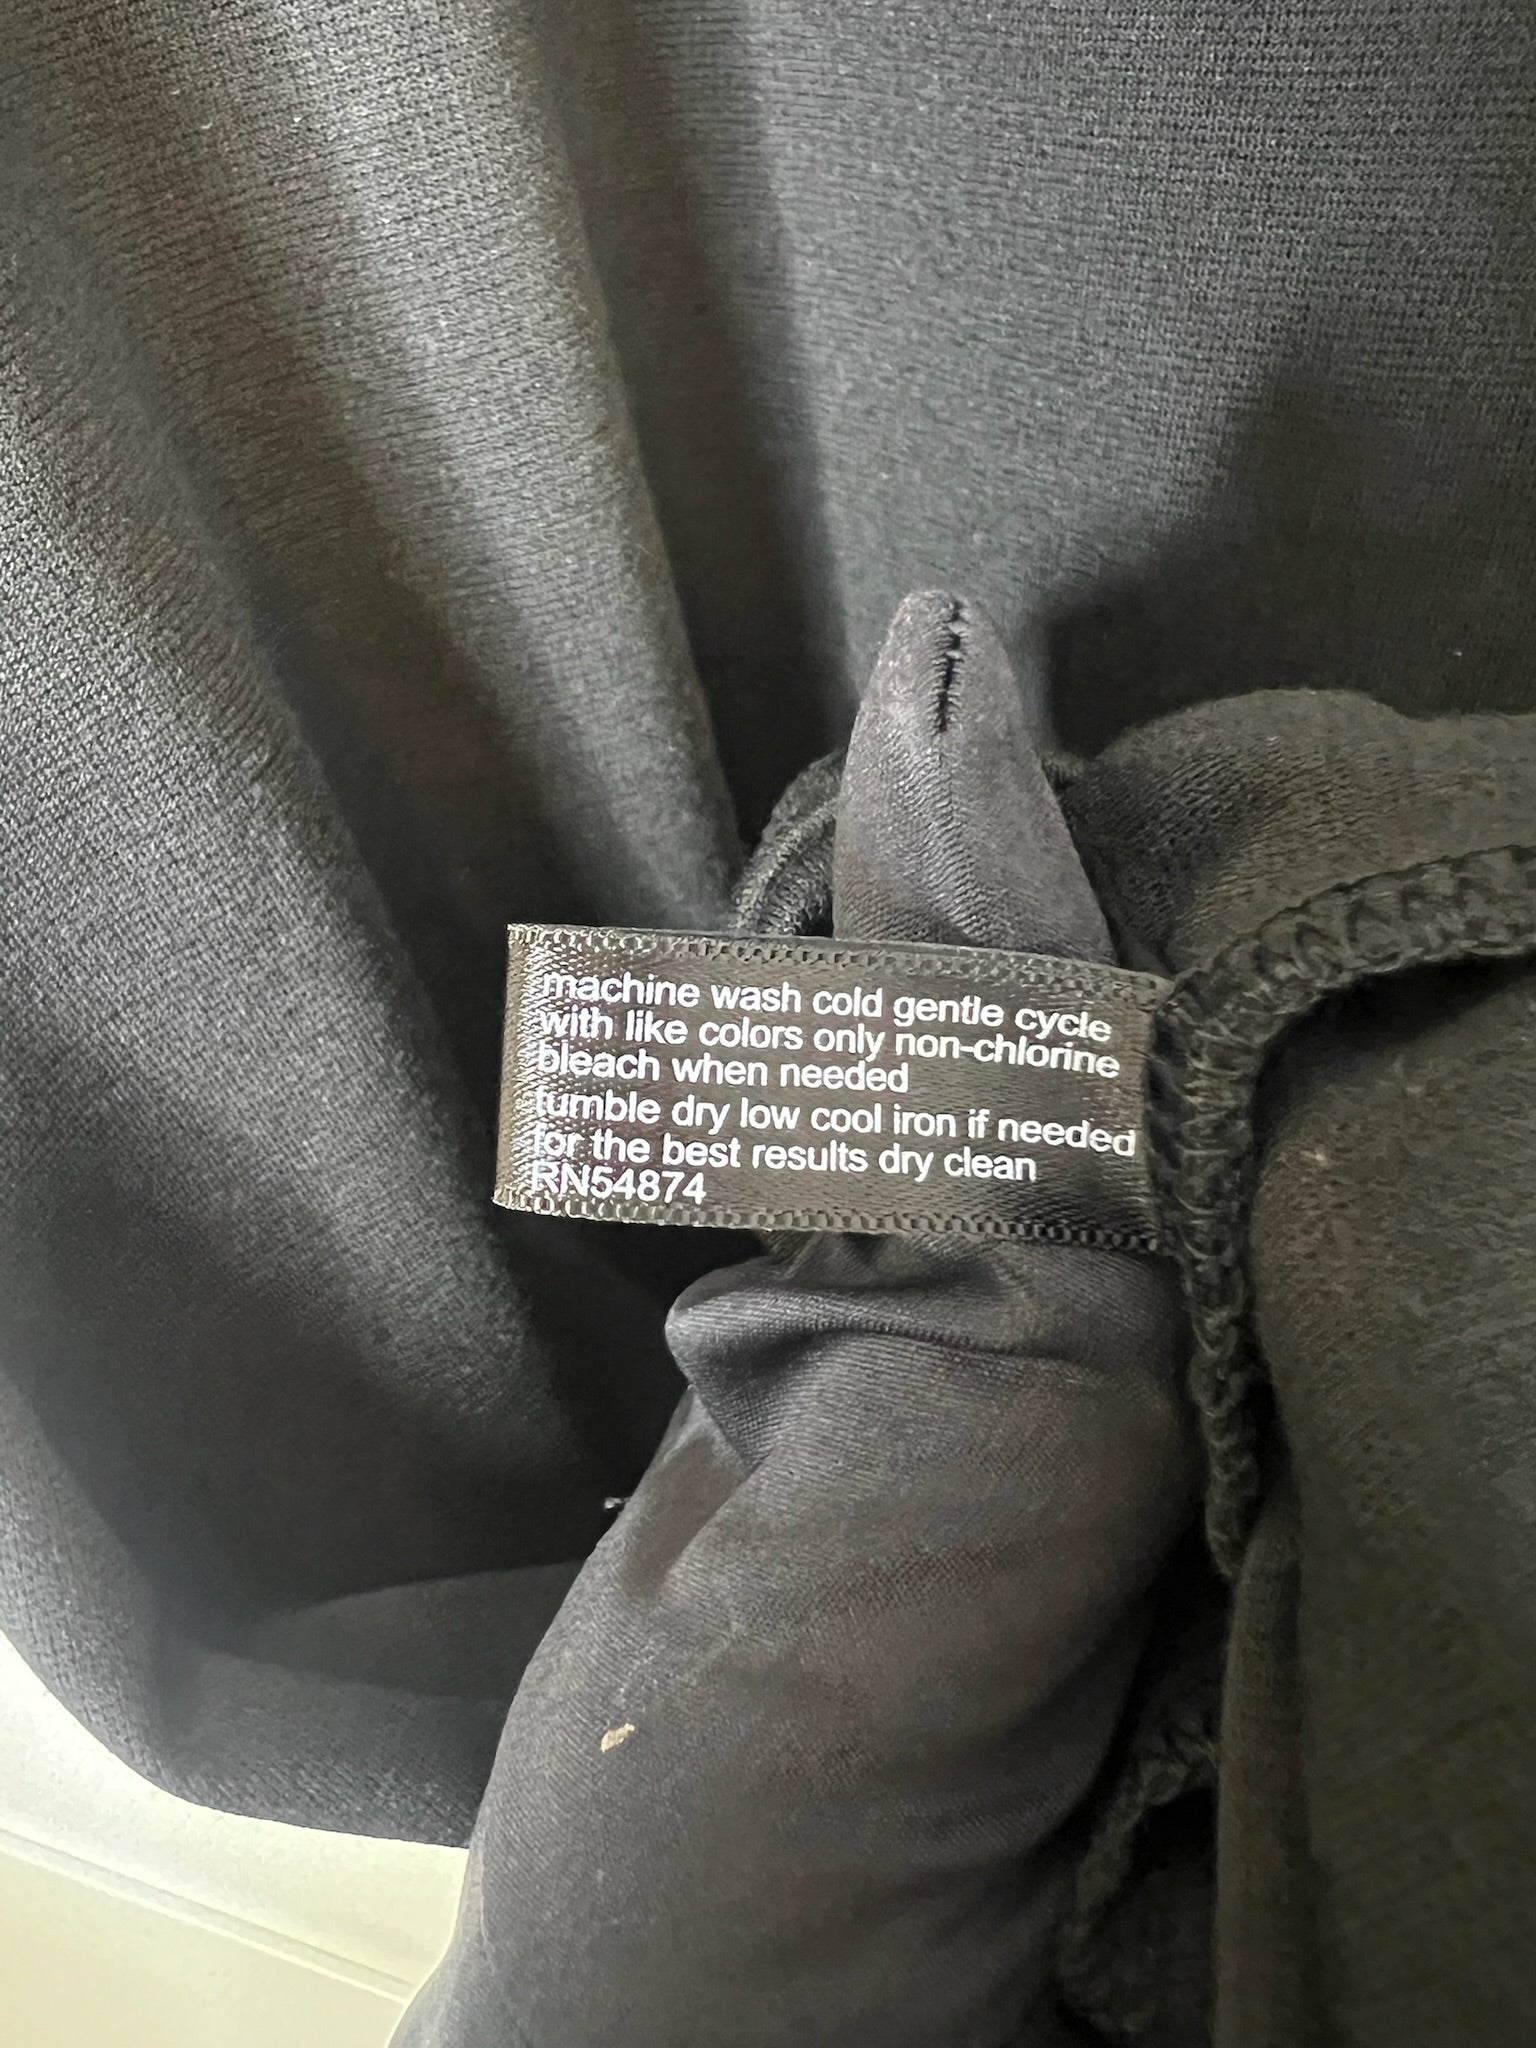 machine wash cold gentle cycle
with like colors only non-chlorine
bleach when needed
tumble dry low cool iron if needed
for the best results dry clean
RN54874